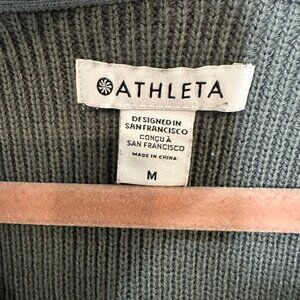 ATHLETA
DESIGNED IN
SAN FRANCISCO
CONÇU À
SAN FRANCISCO
MADE IN CHINA
M